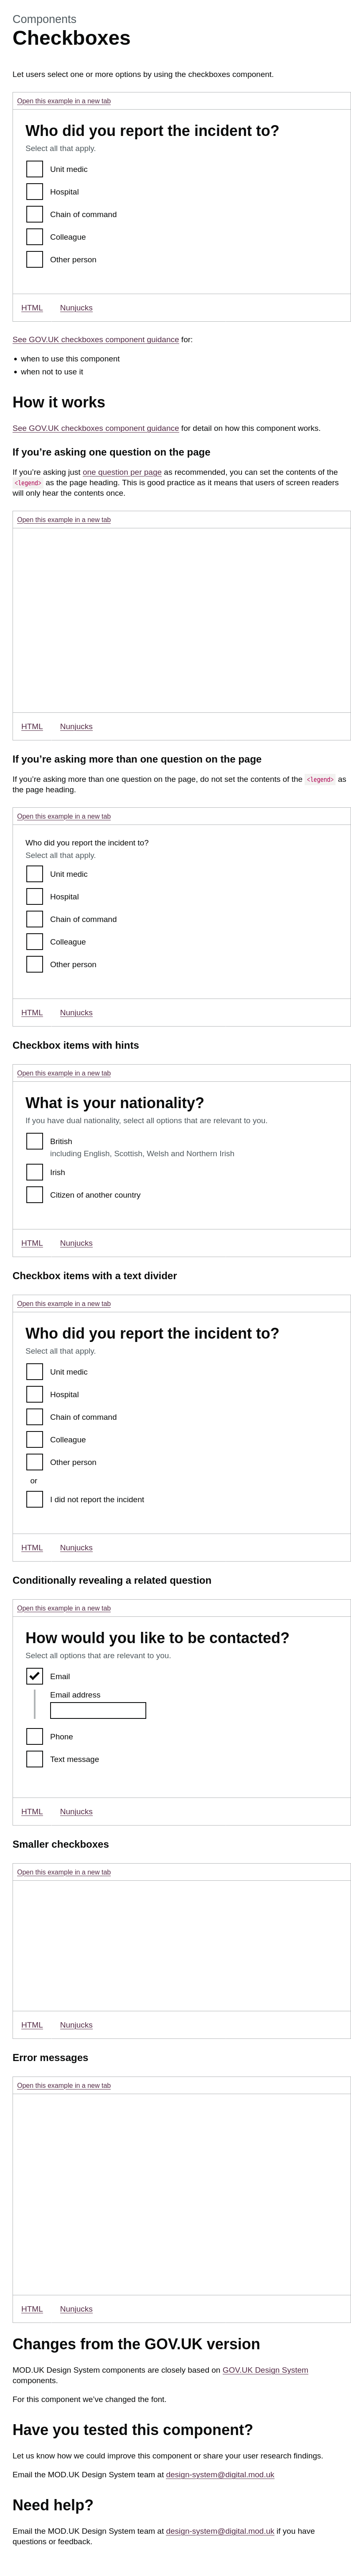 Components
Checkboxes
Let users select one or more options by using the checkboxes component.
Open this example in a new tab
Who did you report the incident to?
Select all that apply.
Unit medic
Hospital
Chain of command
Colleague
Other person
HTML Nunjucks
See GOV.UK checkboxes component guidance for:
• when to use this component
• when not to use it
How it works
See GOV.UK checkboxes component guidance for detail on how this component works.
If you’re asking one question on the page
If you’re asking just one question per page as recommended, you can set the contents of the
<legend> as the page heading. This is good practice as it means that users of screen readers
will only hear the contents once.
Open this example in a new tab
HTML Nunjucks
If you’re asking more than one question on the page
If you’re asking more than one question on the page, do not set the contents of the <legend> as
the page heading.
Open this example in a new tab
Who did you report the incident to?
Select all that apply.
Unit medic
Hospital
Chain of command
Colleague
Other person
HTML Nunjucks
Checkbox items with hints
Open this example in a new tab
What is your nationality?
If you have dual nationality, select all options that are relevant to you.
British
including English, Scottish, Welsh and Northern Irish
Irish
Citizen of another country
HTML Nunjucks
Checkbox items with a text divider
Open this example in a new tab
Who did you report the incident to?
Select all that apply.
Unit medic
Hospital
Chain of command
Colleague
Other person
or
I did not report the incident
HTML Nunjucks
Conditionally revealing a related question
Open this example in a new tab
How would you like to be contacted?
Select all options that are relevant to you.
Email
Email address
Phone
Text message
HTML Nunjucks
Smaller checkboxes
Open this example in a new tab
HTML Nunjucks
Error messages
Open this example in a new tab
HTML Nunjucks
Changes from the GOV.UK version
MOD.UK Design System components are closely based on GOV.UK Design System
components.
For this component we’ve changed the font.
Have you tested this component?
Let us know how we could improve this component or share your user research findings.
Email the MOD.UK Design System team at design-system@digital.mod.uk
Need help?
Email the MOD.UK Design System team at design-system@digital.mod.uk if you have
questions or feedback.